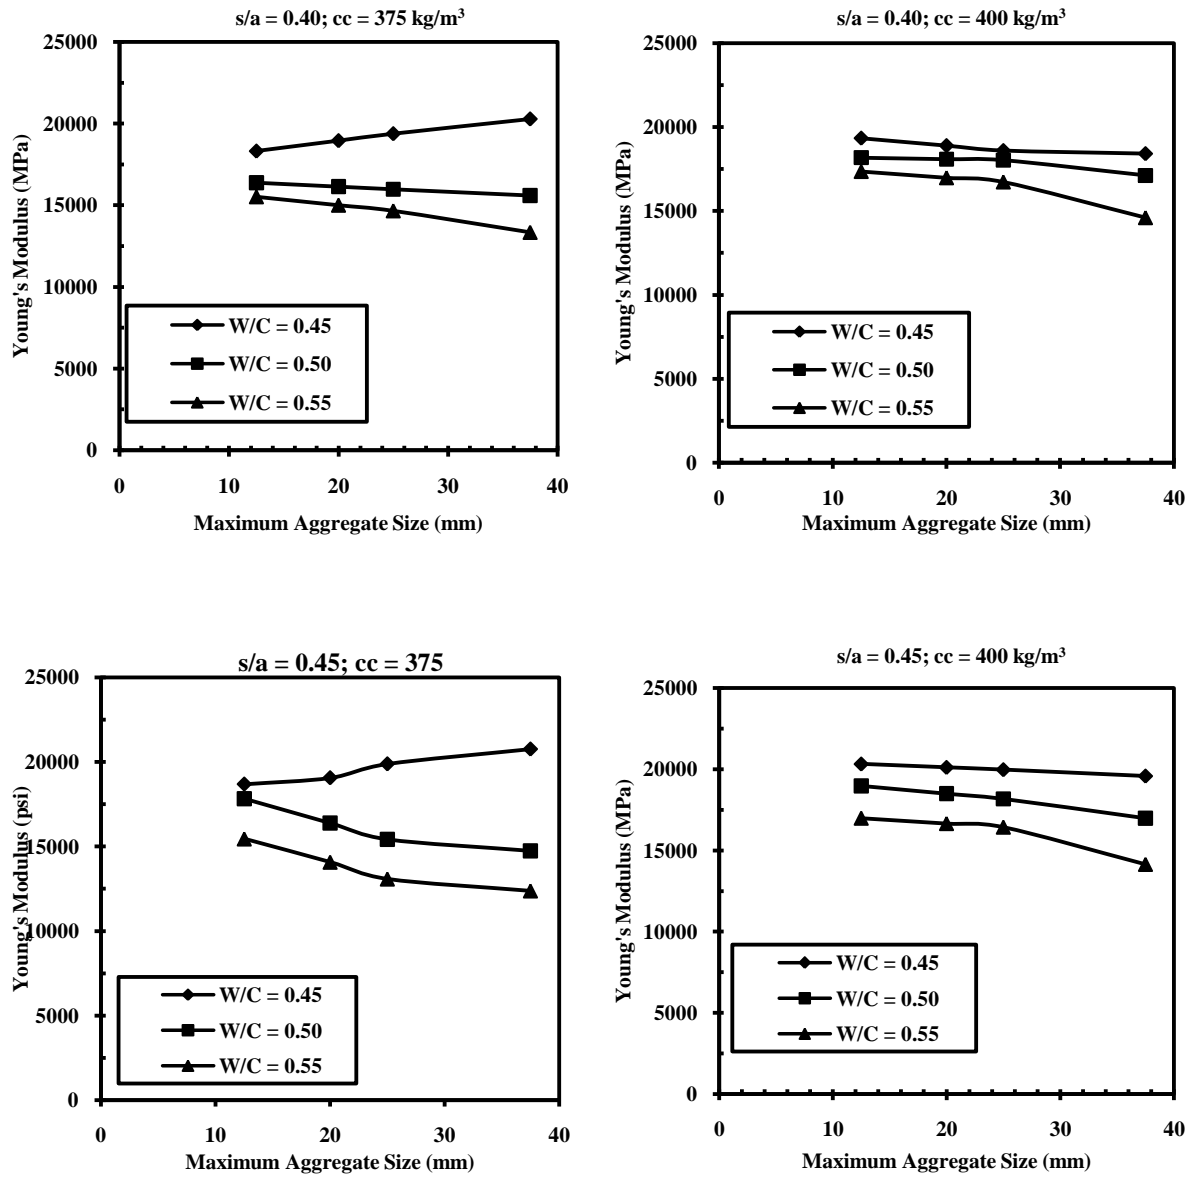 s/a = 0.40; cc = 375 kg/m³
25000
20000
15000
10000
5000
0
Young's Modulus (MPa)
W/C = 0.45
W/C = 0.50
W/C = 0.55
0 10 20 30 40
Maximum Aggregate Size (mm)
s/a = 0.40; cc = 400 kg/m³
25000
20000
15000
10000
5000
0
Young's Modulus (MPa)
W/C = 0.45
W/C = 0.50
W/C = 0.55
0 10 20 30 40
Maximum Aggregate Size (mm)
s/a = 0.45; cc = 375
25000
20000
15000
10000
5000
0
Young's Modulus (psi)
W/C = 0.45
W/C = 0.50
W/C = 0.55
0 10 20 30 40
Maximum Aggregate Size (mm)
s/a = 0.45; cc = 400 kg/m³
25000
20000
15000
10000
5000
0
Young's Modulus (MPa)
W/C = 0.45
W/C = 0.50
W/C = 0.55
0 10 20 30 40
Maximum Aggregate Size (mm)